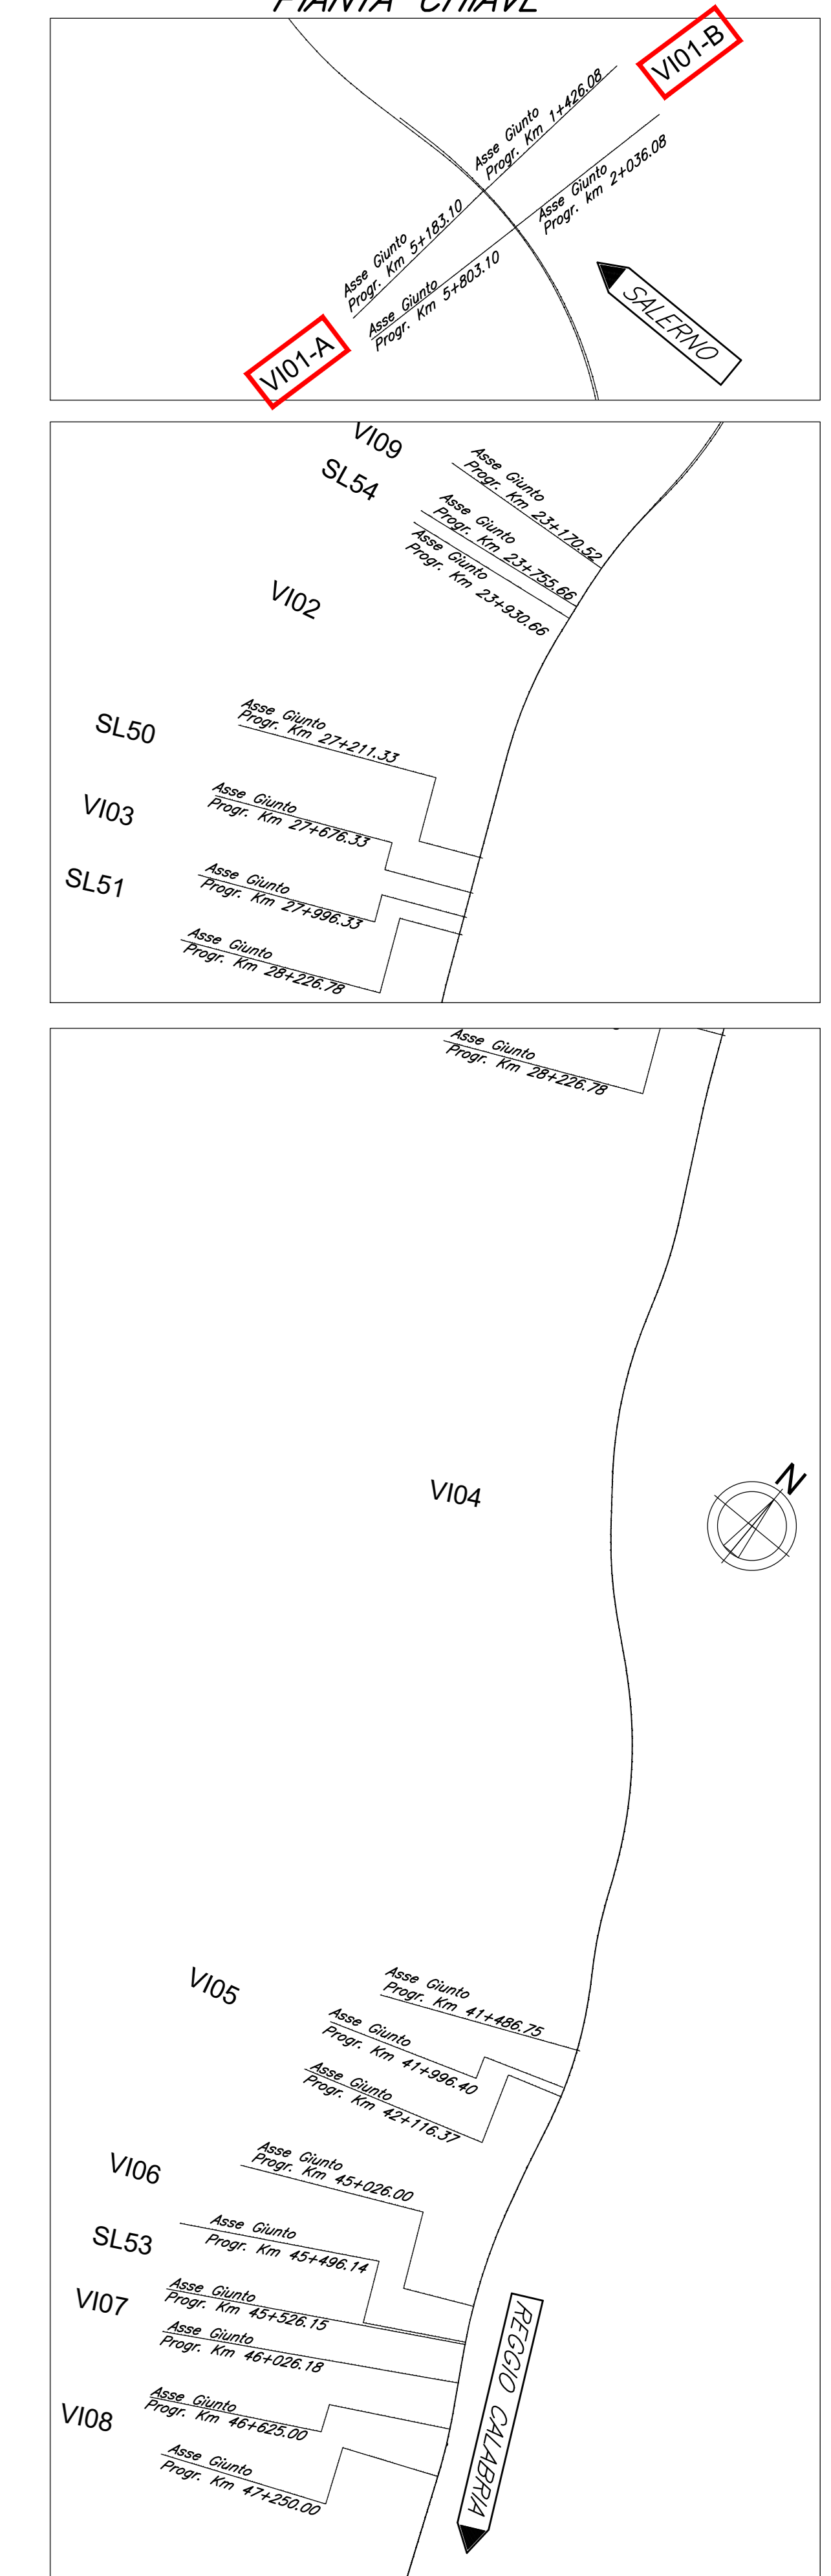 PIANTA CHIAVE
VI01-B
Asse Giunto
Progr. Km 1+426.08
Asse Giunto
Progr. km 2+036.08
Asse Giunto
Progr. Km 5+183.10
Asse Giunto
Progr. Km 5+803.10
VI01-A
SALERNO
VI09
SL54
Asse Giunto
Progr. Km 23+170.52
Asse Giunto
Progr. Km 23+755.66
Asse Giunto
Progr. Km 23+930.66
VI02
SL50
Asse Giunto
Progr. Km 27+211.33
VI03
Asse Giunto
Progr. Km 27+676.33
SL51
Asse Giunto
Progr. Km 27+996.33
Asse Giunto
Progr. Km 28+226.78
Asse Giunto
Progr. Km 28+226.78
N
VI04
VI05
Asse Giunto
Progr. Km 41+486.75
Asse Giunto
Progr. Km 41+996.40
Asse Giunto
Progr. Km 42+116.37
VI06
Asse Giunto
Progr. Km 45+026.00
SL53
Asse Giunto
Progr. Km 45+496.14
VI07
Asse Giunto
Progr. Km 45+526.15
Asse Giunto
Progr. Km 46+026.18
VI08
Asse Giunto
Progr. Km 46+625.00
Asse Giunto
Progr. Km 47+250.00
REGGIO CALABRIA